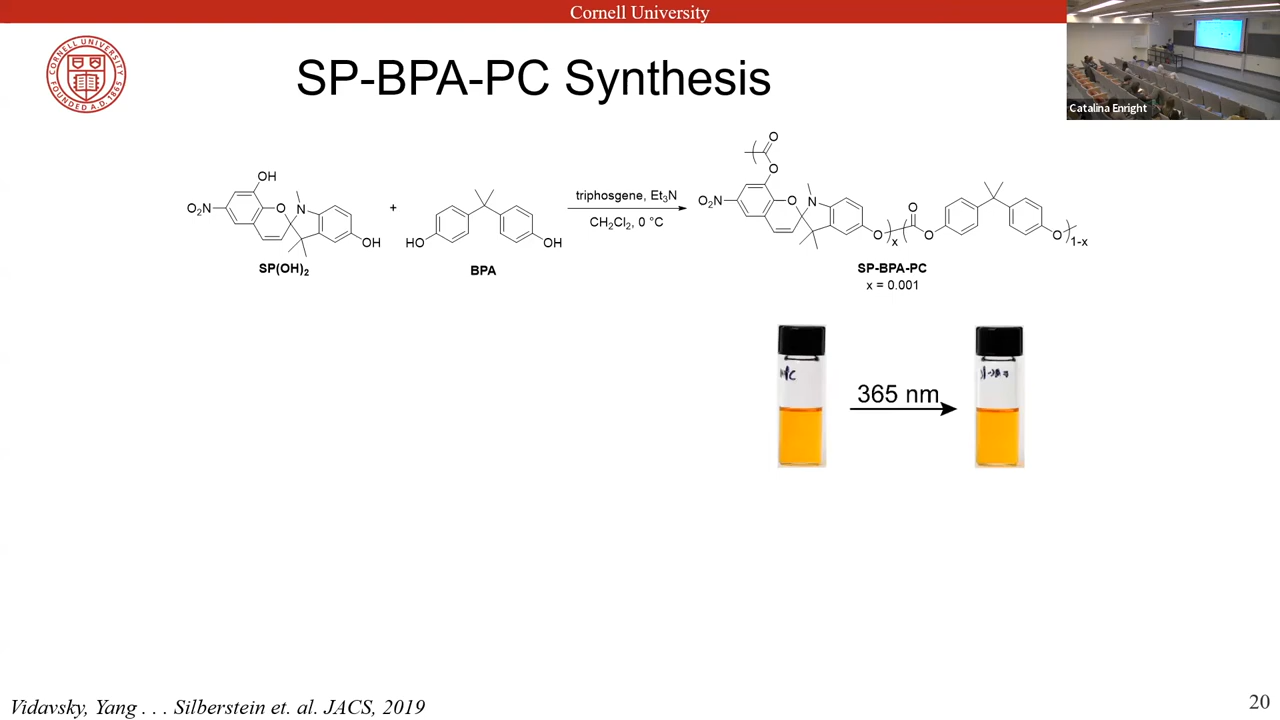 Cornell University
Catalina Enright
CORNELL UNIVERSITY
FOUNDED A.D. 1865
SP-BPA-PC Synthesis
OH
O₂N
O
N
OH
SP(OH)₂
+
HO
OH
BPA
triphosgene, Et₃N
CH₂Cl₂, 0 °C
O
O
O₂N
O
N
O
x
O
O
O
1-x
SP-BPA-PC
x = 0.001
365 nm
Vidavsky, Yang . . . Silberstein et. al. JACS, 2019
20